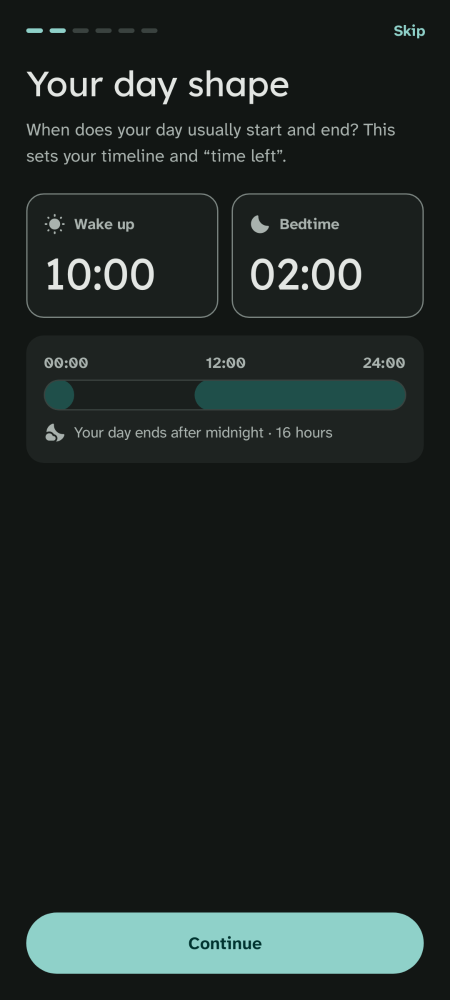 Skip
Your day shape
When does your day usually start and end? This
sets your timeline and “time left”.
Wake up
10:00
Bedtime
02:00
00:00 12:00 24:00
Your day ends after midnight · 16 hours
Continue